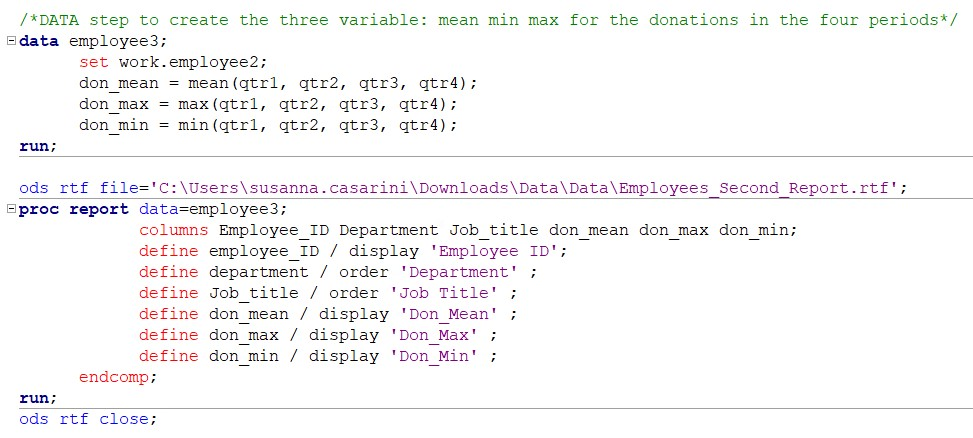 /*DATA step to create the three variable: mean min max for the donations in the four periods*/
data employee3;
set work.employee2;
don_mean = mean(qtr1, qtr2, qtr3, qtr4);
don_max = max(qtr1, qtr2, qtr3, qtr4);
don_min = min(qtr1, qtr2, qtr3, qtr4);
run;
ods rtf file='C:\Users\susanna.casarini\Downloads\Data\Data\Employees_Second_Report.rtf';
proc report data=employee3;
columns Employee_ID Department Job_title don_mean don_max don_min;
define employee_ID / display 'Employee ID';
define department / order 'Department' ;
define Job_title / order 'Job Title' ;
define don_mean / display 'Don_Mean' ;
define don_max / display 'Don_Max' ;
define don_min / display 'Don_Min' ;
endcomp;
run;
ods rtf close;